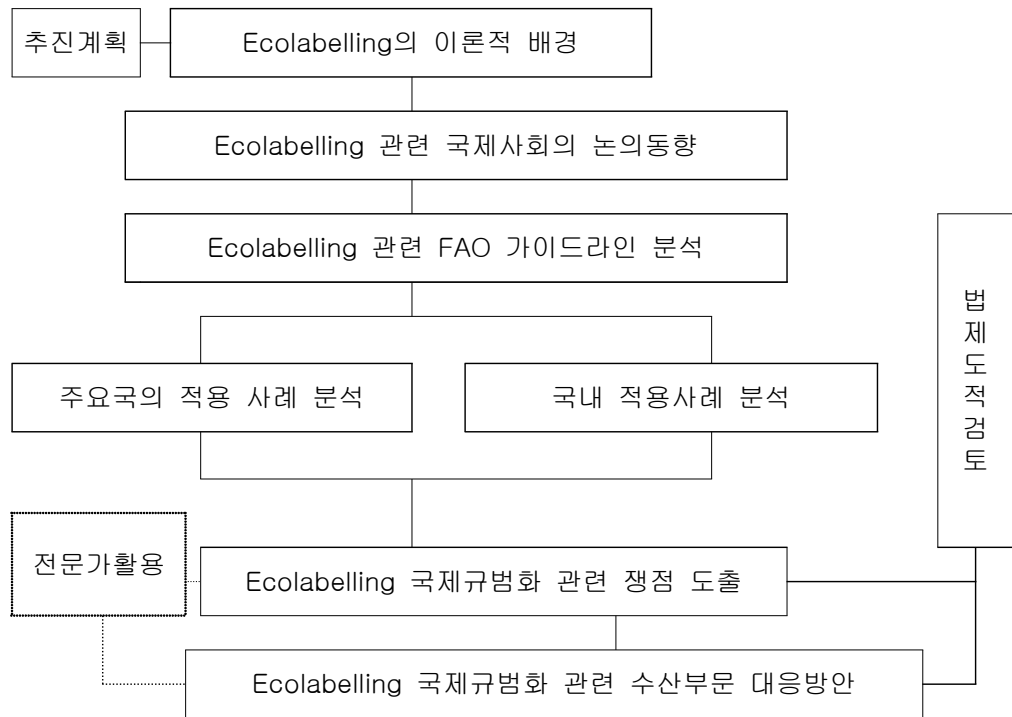 추진계획
Ecolabelling의 이론적 배경
Ecolabelling 관련 국제사회의 논의동향
Ecolabelling 관련 FAO 가이드라인 분석
주요국의 적용 사례 분석
국내 적용사례 분석
법
제
도
적
검
토
전문가활용
Ecolabelling 국제규범화 관련 쟁점 도출
Ecolabelling 국제규범화 관련 수산부문 대응방안